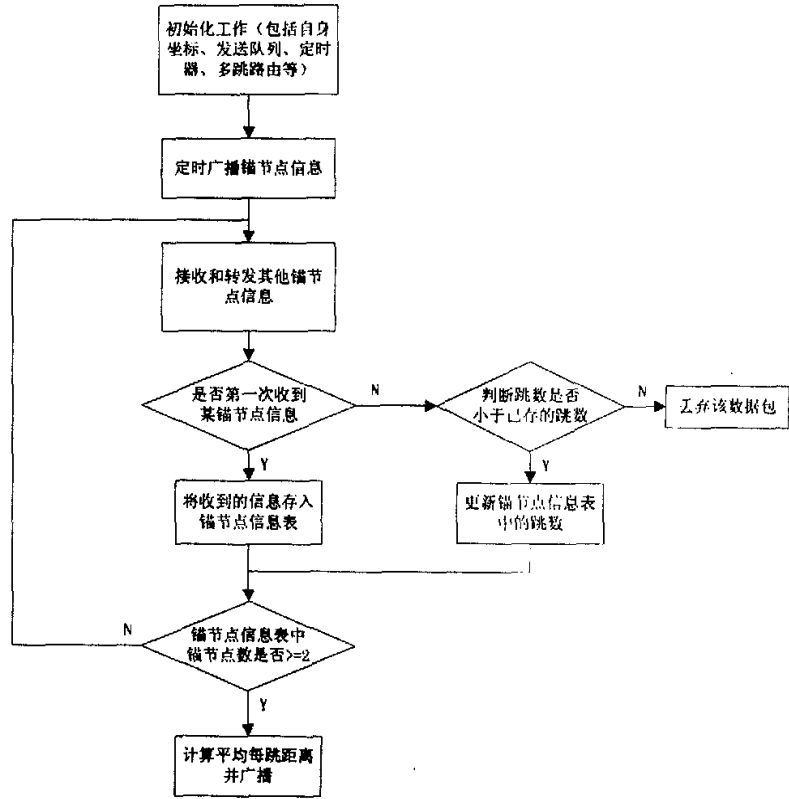 初始化工作（包括自身
坐标、发送队列、定时
器、多跳路由等）
定时广播锚节点信息
接收和转发其他锚节
点信息
是否第一次收到
某锚节点信息
N
判断跳数是否
小于已存的跳数
N
丢弃该数据包
Y
Y
将收到的信息存入
锚节点信息表
更新锚节点信息表
中的跳数
N
锚节点信息表中
锚节点数是否>=2
Y
计算平均每跳距离
并广播